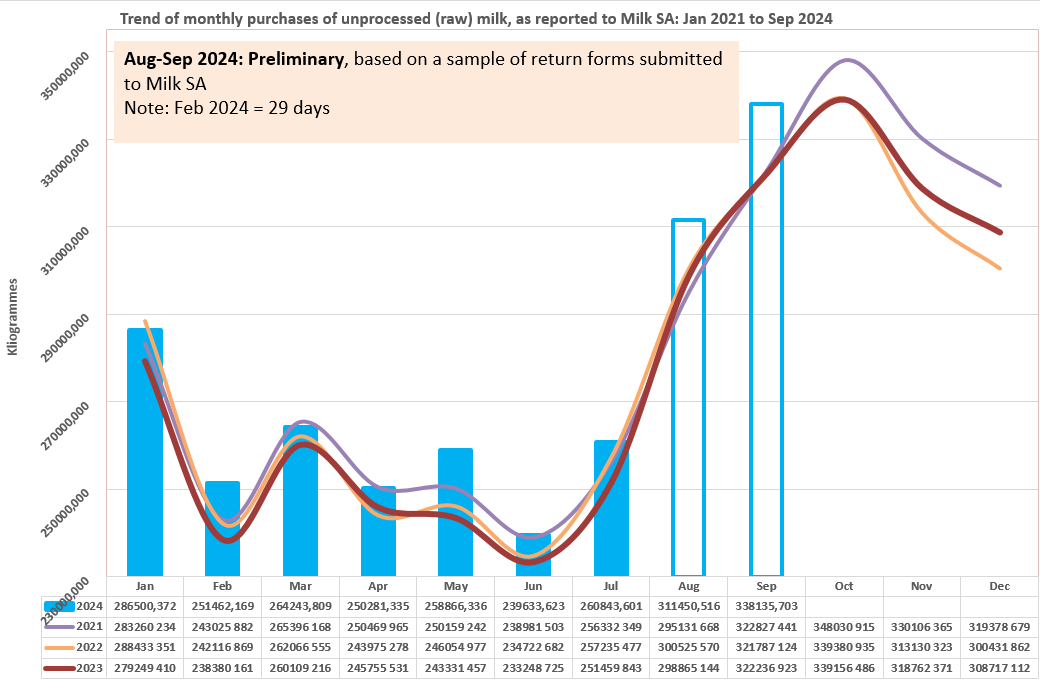 Trend of monthly purchases of unprocessed (raw) milk, as reported to Milk SA: Jan 2021 to Sep 2024
Aug-Sep 2024: Preliminary, based on a sample of return forms submitted
to Milk SA
Note: Feb 2024 = 29 days
Kliogrammes
350000,000
330000,000
310000,000
290000,000
270000,000
250000,000
230000,000
Jan Feb Mar Apr May Jun Jul Aug Sep Oct Nov Dec
2024 286500,372 251462,169 264243,809 250281,335 258866,336 239633,623 260843,601 311450,516 338135,703
2021 283260 234 243025 882 265396 168 250469 965 250159 242 238981 503 256332 349 295131 668 322827 441 348030 915 330106 365 319378 679
2022 288433 351 242116 869 262066 555 243975 278 246054 977 234722 682 257235 477 300525 570 321787 124 339380 935 313130 323 300431 862
2023 279249 410 238380 161 260109 216 245755 531 243331 457 233248 725 251459 843 298865 144 322236 923 339156 486 318762 371 308717 112